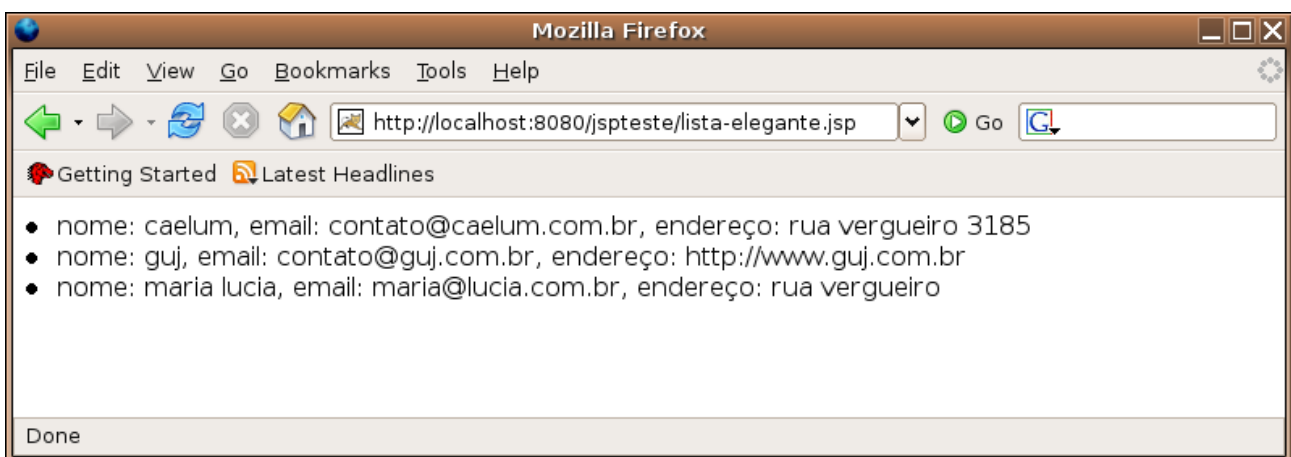 Mozilla Firefox
File Edit View Go Bookmarks Tools Help
http://localhost:8080/jspteste/lista-elegante.jsp Go G
Getting Started Latest Headlines
• nome: caelum, email: contato@caelum.com.br, endereço: rua vergueiro 3185
• nome: guj, email: contato@guj.com.br, endereço: http://www.guj.com.br
• nome: maria lucia, email: maria@lucia.com.br, endereço: rua vergueiro
Done